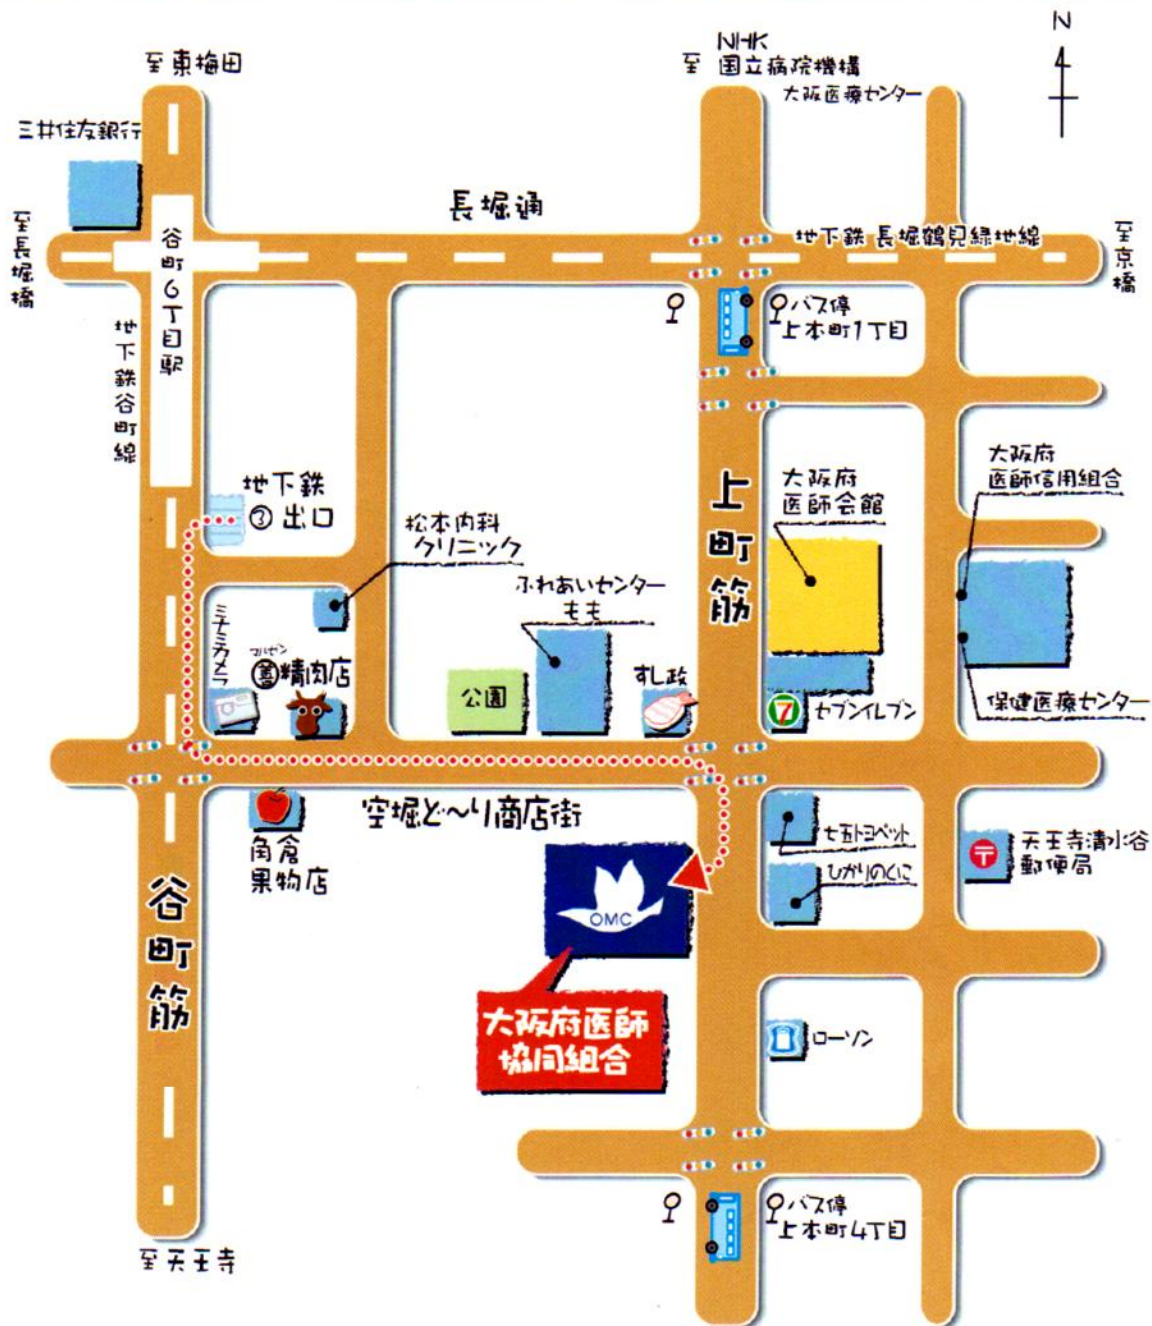 N
至東梅田
至
NHK
国立病院機構
大阪医療センター
三井住友銀行
長堀通
地下鉄 長堀鶴見緑地線
至長堀橋
至京橋
谷町6丁目駅
地下鉄谷町線
バス停
上本町1丁目
地下鉄
③出口
松本内科
クリニック
ふれあいセンター
もも
上町筋
大阪府
医師会館
大阪府
医師信用組合
ミナミカメラ
マルゼン
善精肉店
公園
すし政
7
セブンイレブン
保健医療センター
空堀ど〜り商店街
角倉
果物店
七五トヨペット
ひかりのくに
〒
天王寺清水谷
郵便局
OMC
谷町筋
大阪府医師
協同組合
ローソン
バス停
上本町4丁目
至天王寺